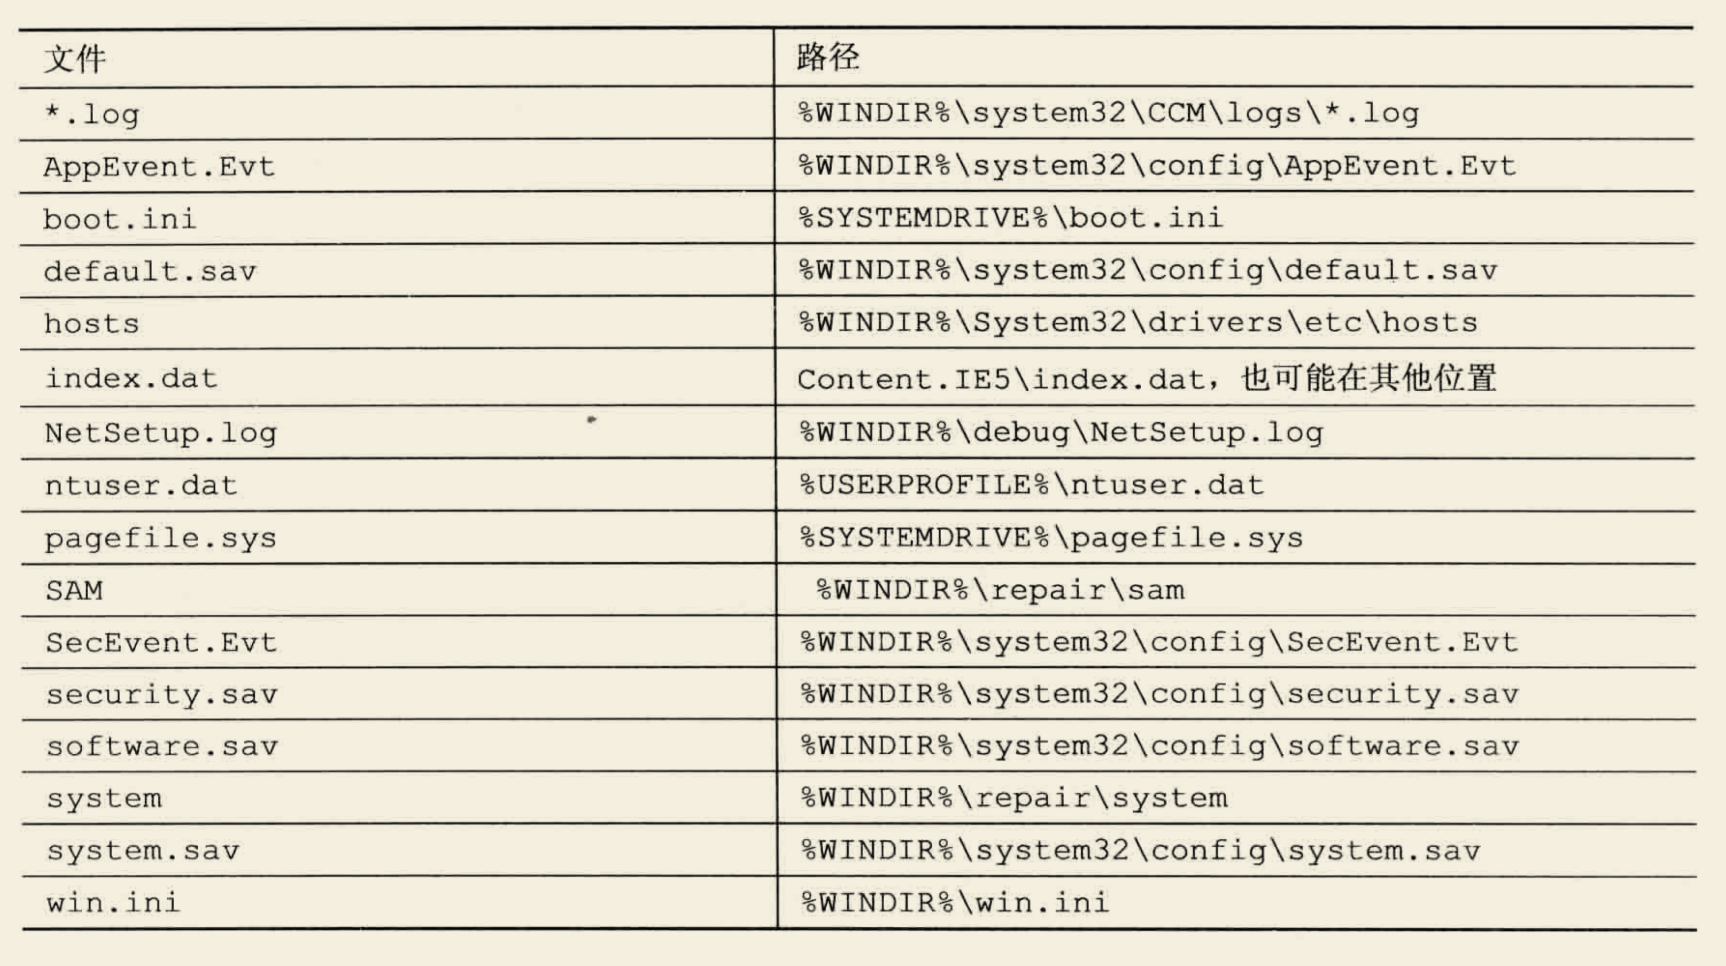 文件 路径
*.log %WINDIR%\system32\CCM\logs\*.log
AppEvent.Evt %WINDIR%\system32\config\AppEvent.Evt
boot.ini %SYSTEMDRIVE%\boot.ini
default.sav %WINDIR%\system32\config\default.sav
hosts %WINDIR%\System32\drivers\etc\hosts
index.dat Content.IE5\index.dat，也可能在其他位置
NetSetup.log %WINDIR%\debug\NetSetup.log
ntuser.dat %USERPROFILE%\ntuser.dat
pagefile.sys %SYSTEMDRIVE%\pagefile.sys
SAM %WINDIR%\repair\sam
SecEvent.Evt %WINDIR%\system32\config\SecEvent.Evt
security.sav %WINDIR%\system32\config\security.sav
software.sav %WINDIR%\system32\config\software.sav
system %WINDIR%\repair\system
system.sav %WINDIR%\system32\config\system.sav
win.ini %WINDIR%\win.ini